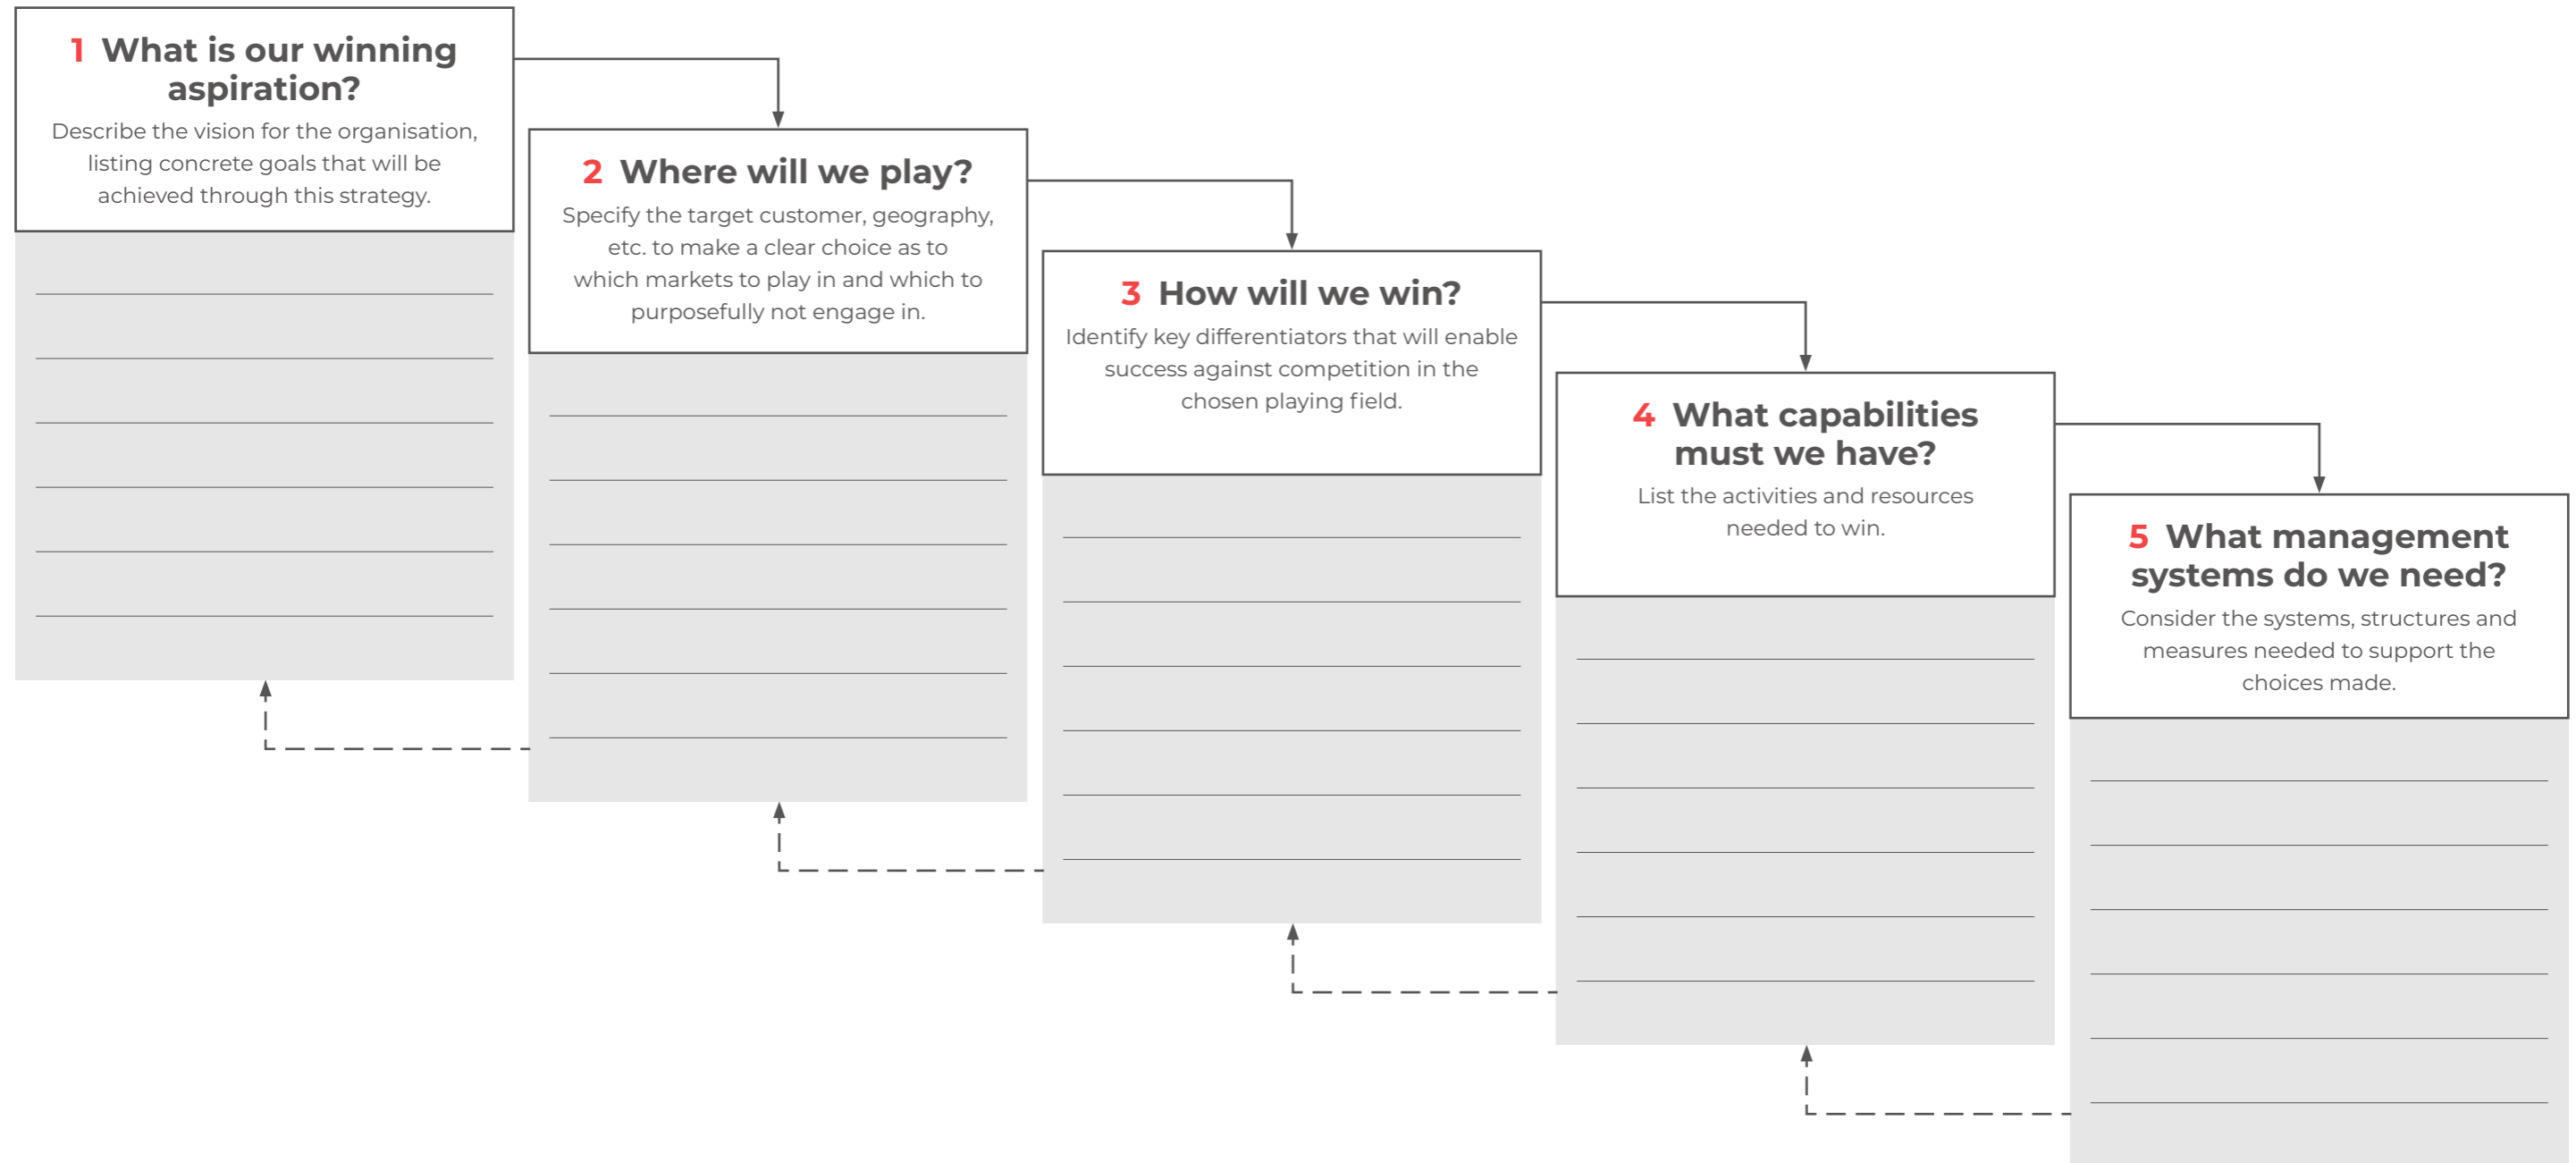 1 What is our winning
aspiration?
Describe the vision for the organisation,
listing concrete goals that will be
achieved through this strategy.
2 Where will we play?
Specify the target customer, geography,
etc. to make a clear choice as to
which markets to play in and which to
purposefully not engage in.
3 How will we win?
Identify key differentiators that will enable
success against competition in the
chosen playing field.
4 What capabilities
must we have?
List the activities and resources
needed to win.
5 What management
systems do we need?
Consider the systems, structures and
measures needed to support the
choices made.